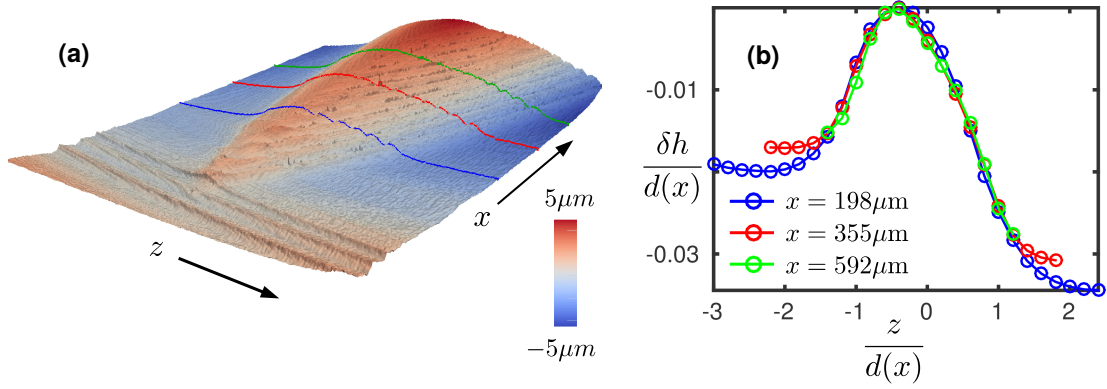 (a)
x
z
5μm
−5μm
(b)
-0.01
-0.03
δh
d(x)
x = 198μm
x = 355μm
x = 592μm
-3 -2 -1 0 1 2
z
d(x)